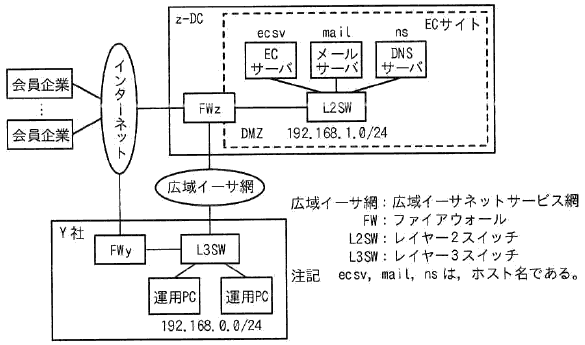 z-DC
ECサイト
ecsv
mail
ns
EC
サーバ
メール
サーバ
DNS
サーバ
インターネット
会員企業
会員企業
FWz
L2SW
DMZ
192.168.1.0/24
広域イーサ網
Y社
FWy
L3SW
運用PC
運用PC
192.168.0.0/24
広域イーサ網：広域イーサネットサービス網
FW：ファイアウォール
L2SW：レイヤー2スイッチ
L3SW：レイヤー3スイッチ
注記 ecsv, mail, nsは，ホスト名である。